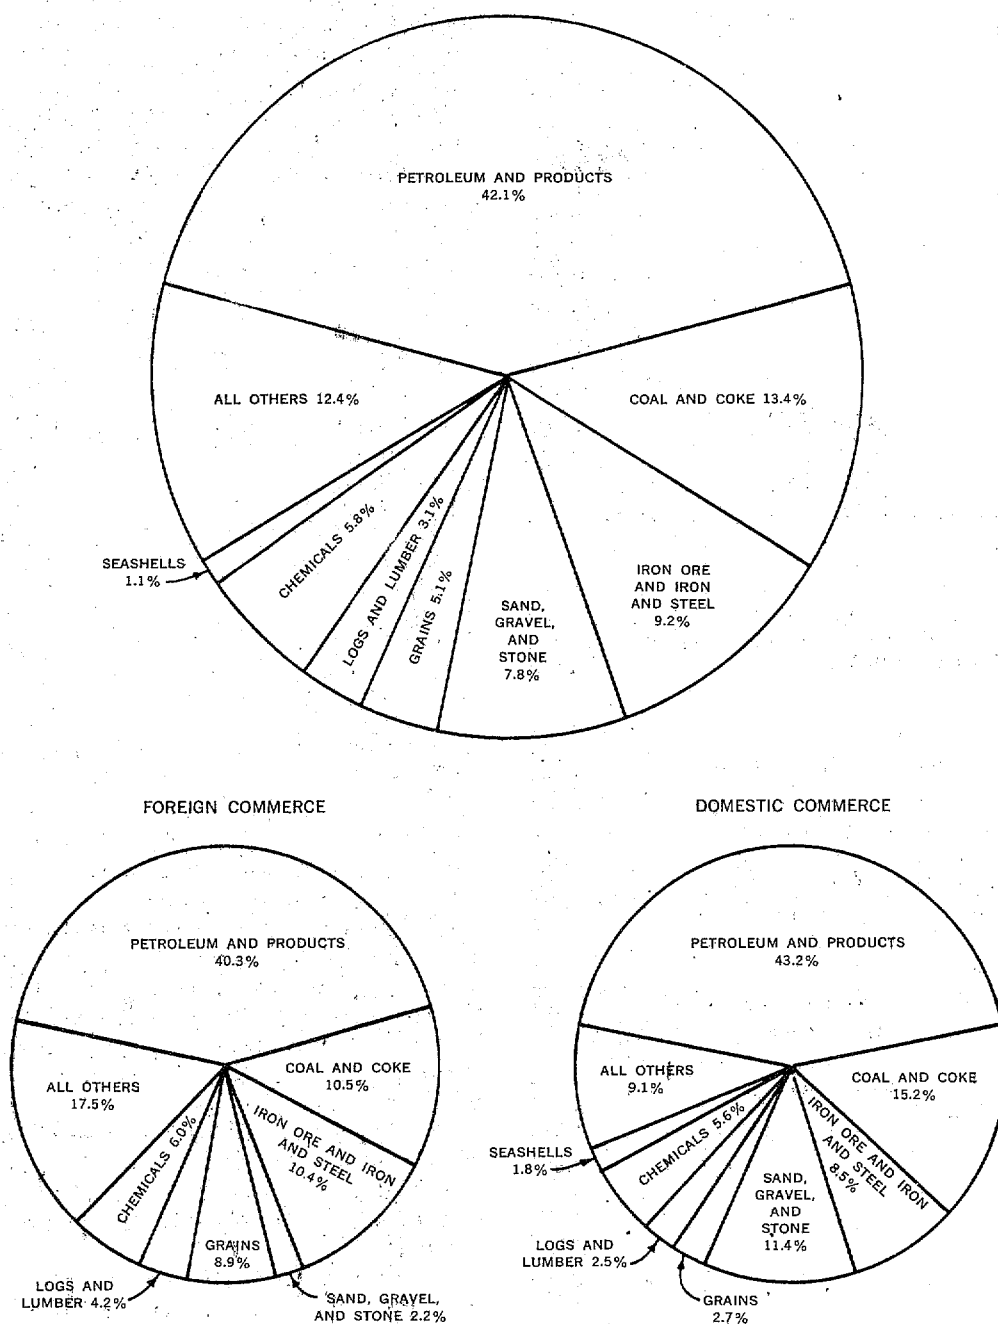 PETROLEUM AND PRODUCTS
42.1%
ALL OTHERS 12.4%
COAL AND COKE 13.4%
SEASHELLS
1.1%
CHEMICALS 5.8%
LOGS AND LUMBER 3.1%
GRAINS 5.1%
SAND,
GRAVEL,
AND
STONE
7.8%
IRON ORE
AND IRON
AND STEEL
9.2%
FOREIGN COMMERCE
PETROLEUM AND PRODUCTS
40.3%
ALL OTHERS
17.5%
COAL AND COKE
10.5%
CHEMICALS 6.0%
IRON ORE AND IRON
AND STEEL
10.4%
GRAINS
8.9%
LOGS AND
LUMBER 4.2%
SAND, GRAVEL,
AND STONE 2.2%
DOMESTIC COMMERCE
PETROLEUM AND PRODUCTS
43.2%
ALL OTHERS
9.1%
COAL AND COKE
15.2%
SEASHELLS
1.8%
CHEMICALS 5.6%
IRON ORE AND IRON
AND STEEL
8.5%
SAND,
GRAVEL,
AND
STONE
11.4%
LOGS AND
LUMBER 2.5%
GRAINS
2.7%